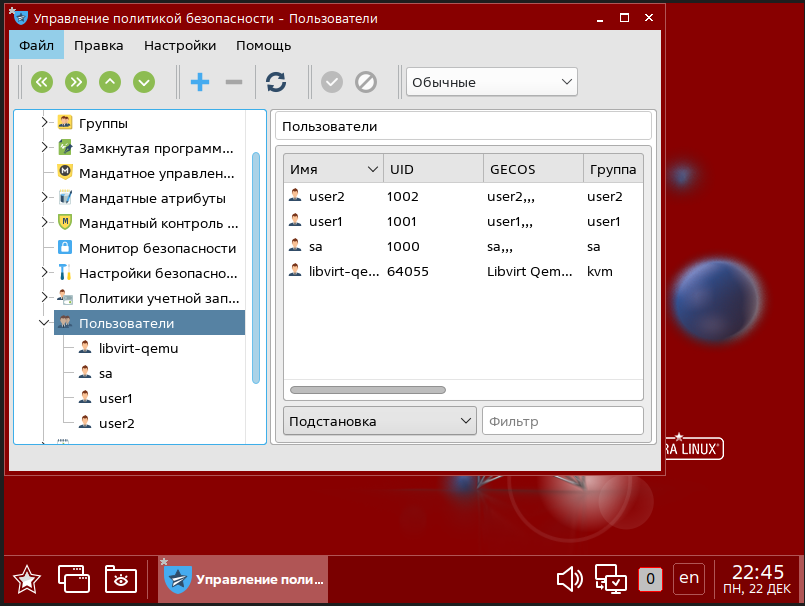 Управление политикой безопасности - Пользователи
Файл Правка Настройки Помощь
Обычные
Группы
Замкнутая программ...
Мандатное управлен...
Мандатные атрибуты
Мандатный контроль ...
Монитор безопасности
Настройки безопасно...
Политики учетной зап...
Пользователи
libvirt-qemu
sa
user1
user2
Пользователи
Имя UID GECOS Группа
user2 1002 user2,,, user2
user1 1001 user1,,, user1
sa 1000 sa,,, sa
libvirt-qe... 64055 Libvirt Qem... kvm
Подстановка Фильтр
RA LINUX®
Управление поли...
0
en
22:45
ПН, 22 ДЕК